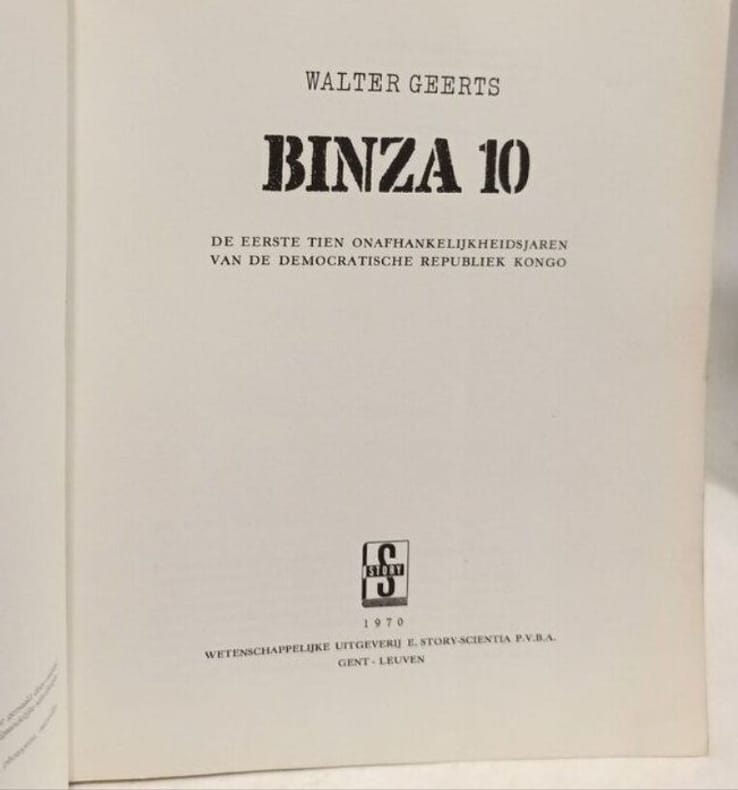 WALTER GEERTS
BINZA 10
DE EERSTE TIEN ONAFHANKELIJKHEIDSJAREN
VAN DE DEMOCRATISCHE REPUBLIEK KONGO
S
STORY
1970
WETENSCHAPPELIJKE UITGEVERIJ E. STORY-SCIENTIA P.V.B.A.
GENT - LEUVEN